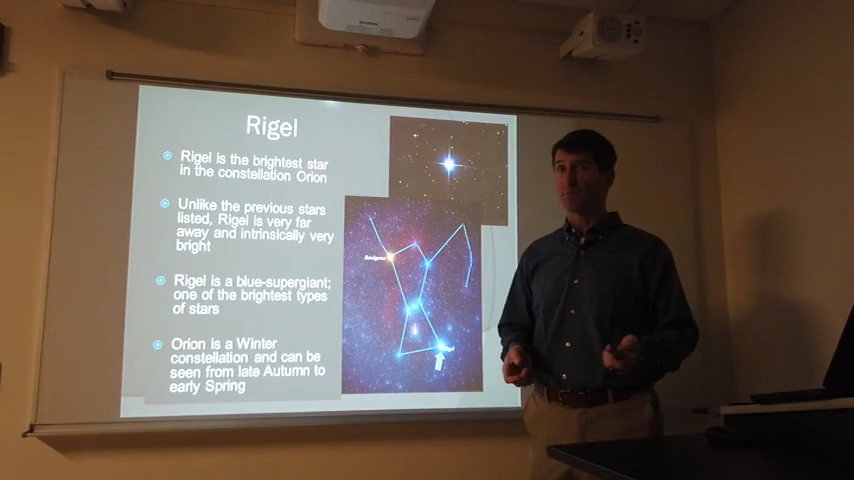 EPSON
Rigel
Rigel is the brightest star
in the constellation Orion
Unlike the previous stars
listed, Rigel is very far
away and intrinsically very
bright
Rigel is a blue-supergiant;
one of the brightest types
of stars
Orion is a Winter
constellation and can be
seen from late Autumn to
early Spring